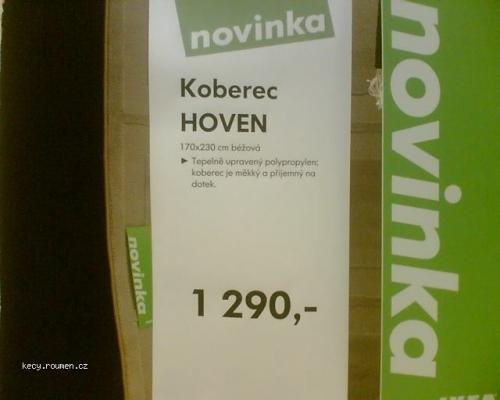 novinka
Koberec
HOVEN
170x230 cm béžová
► Tepelně upravený polypropylen;
koberec je měkký a příjemný na
dotek.
novinka
1 290,-
novinka
IKEA
kecy.roumen.cz